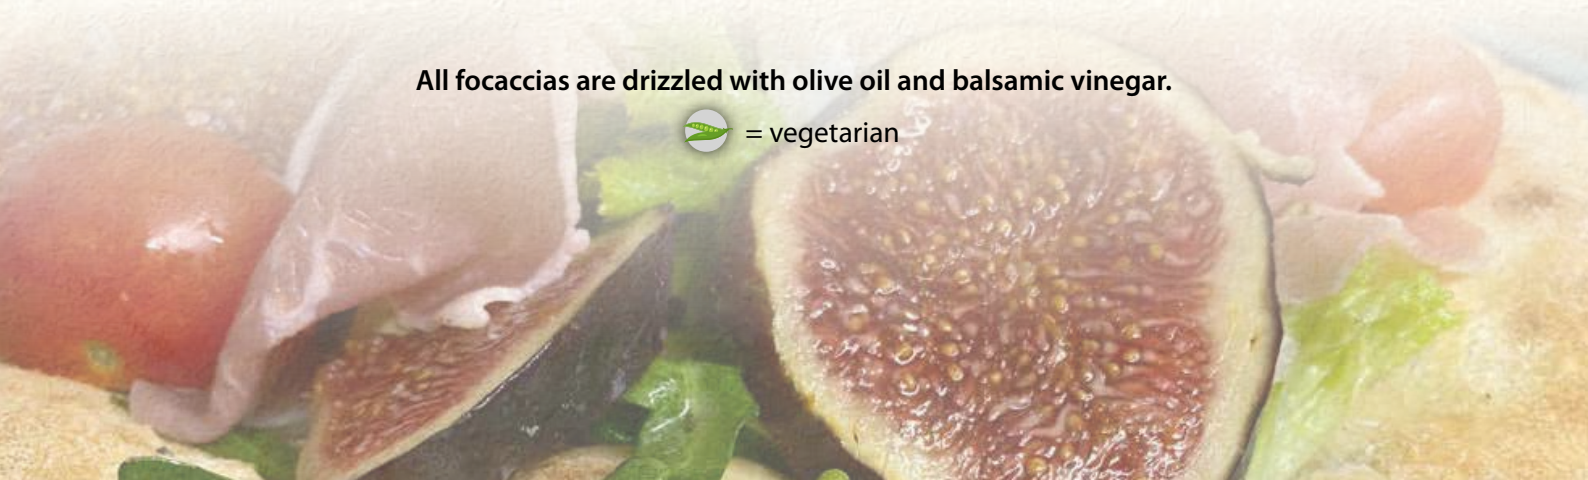 All focaccias are drizzled with olive oil and balsamic vinegar.
= vegetarian